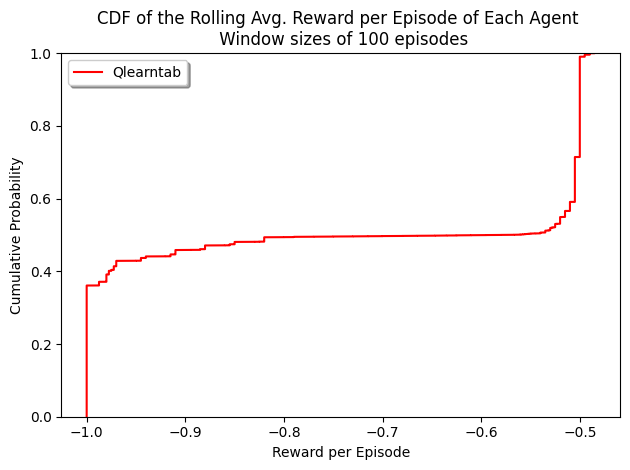 CDF of the Rolling Avg. Reward per Episode of Each Agent
Window sizes of 100 episodes
Qlearntab
Cumulative Probability
1.0
0.8
0.6
0.4
0.2
0.0
−1.0 −0.9 −0.8 −0.7 −0.6 −0.5
Reward per Episode